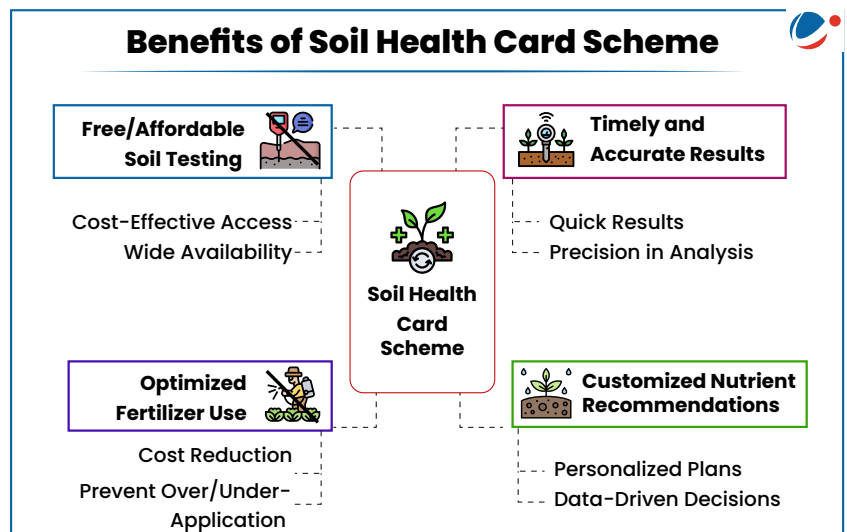 Benefits of Soil Health Card Scheme
Free/Affordable
Soil Testing
Cost-Effective Access
Wide Availability
Timely and
Accurate Results
Quick Results
Precision in Analysis
Soil Health
Card
Scheme
Optimized
Fertilizer Use
Cost Reduction
Prevent Over/Under-
Application
Customized Nutrient
Recommendations
Personalized Plans
Data-Driven Decisions